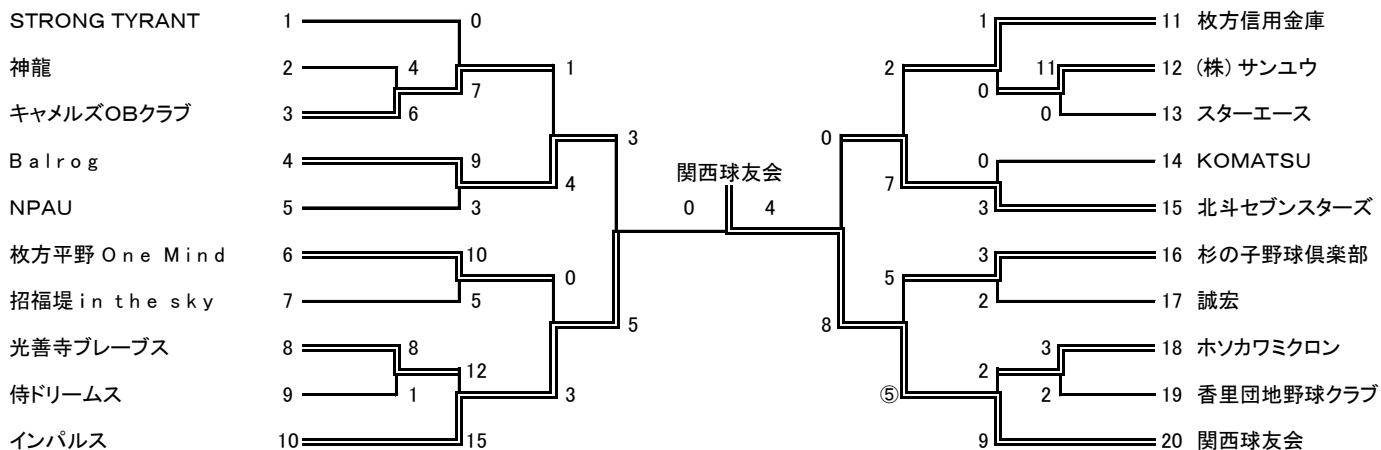 STRONG TYRANT 1 0 1 11 枚方信用金庫
神龍 2 4 1 2 11 12 (株)サンユウ
7 0
キャメルズOBクラブ 3 6 0 13 スターエース
3 0
Balrog 4 9 0 14 KOMATSU
関西球友会
4 7
NPAU 5 3 0 4 3 15 北斗セブンスターズ
枚方平野 One Mind 6 10 3 16 杉の子野球倶楽部
0 5
招福堤 in the sky 7 5 2 17 誠宏
5 8
光善寺ブレーブス 8 8 3 18 ホソカワミクロン
12 2
侍ドリームス 9 1 3 ⑤ 2 19 香里団地野球クラブ
インパルス 10 15 9 20 関西球友会